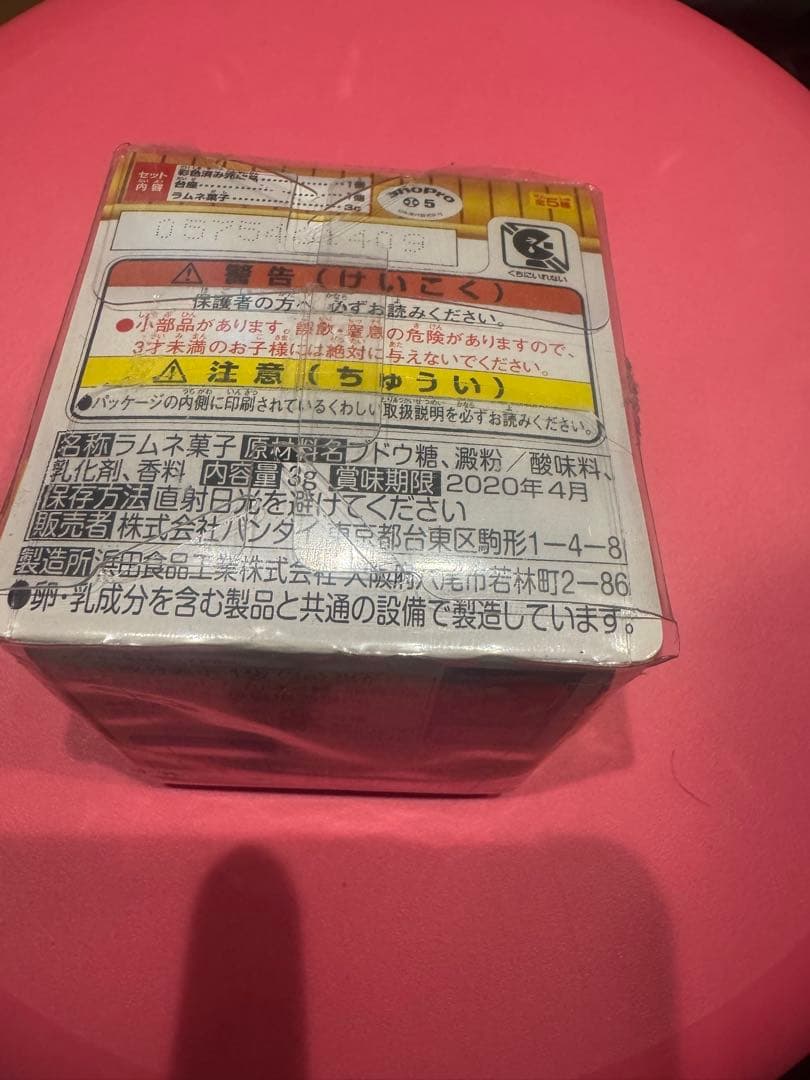 セット内容
彩色済み完
1個
台座
1個
ラムネ菓子
3g
ShoPro
小 5
全5種
くちにいれない
警告(けいこく)
保護者の方へ 必ずお読みください。
●小部品があります。誤飲・窒息の危険がありますので、
3才未満のお子様には絶対に与えないでください。
注意(ちゅうい)
●パッケージの内側に印刷されているくわしい取扱説明を必ずお読みください。
名称 ラムネ菓子 原材料名 ブドウ糖、澱粉/酸味料、
乳化剤、香料 内容量 3g 賞味期限 2020年4月
保存方法 直射日光を避けてください
販売者 株式会社バンダイ 東京都台東区駒形1-4-8
製造所 浜田食品工業株式会社 大阪府八尾市若林町2-86
●卵・乳成分を含む製品と共通の設備で製造しています。